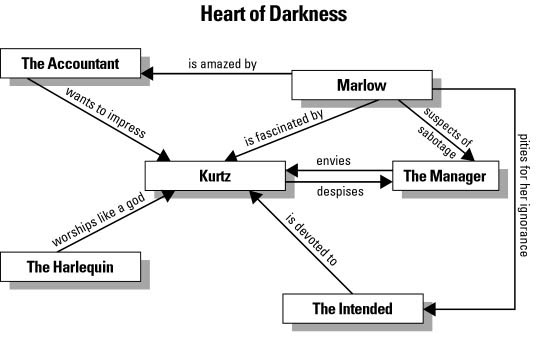 Heart of Darkness
The Accountant
is amazed by
Marlow
wants to impress
is fascinated by
suspects of
sabotage
pities for her ignorance
Kurtz
envies
despises
The Manager
worships like a god
is devoted to
The Harlequin
The Intended